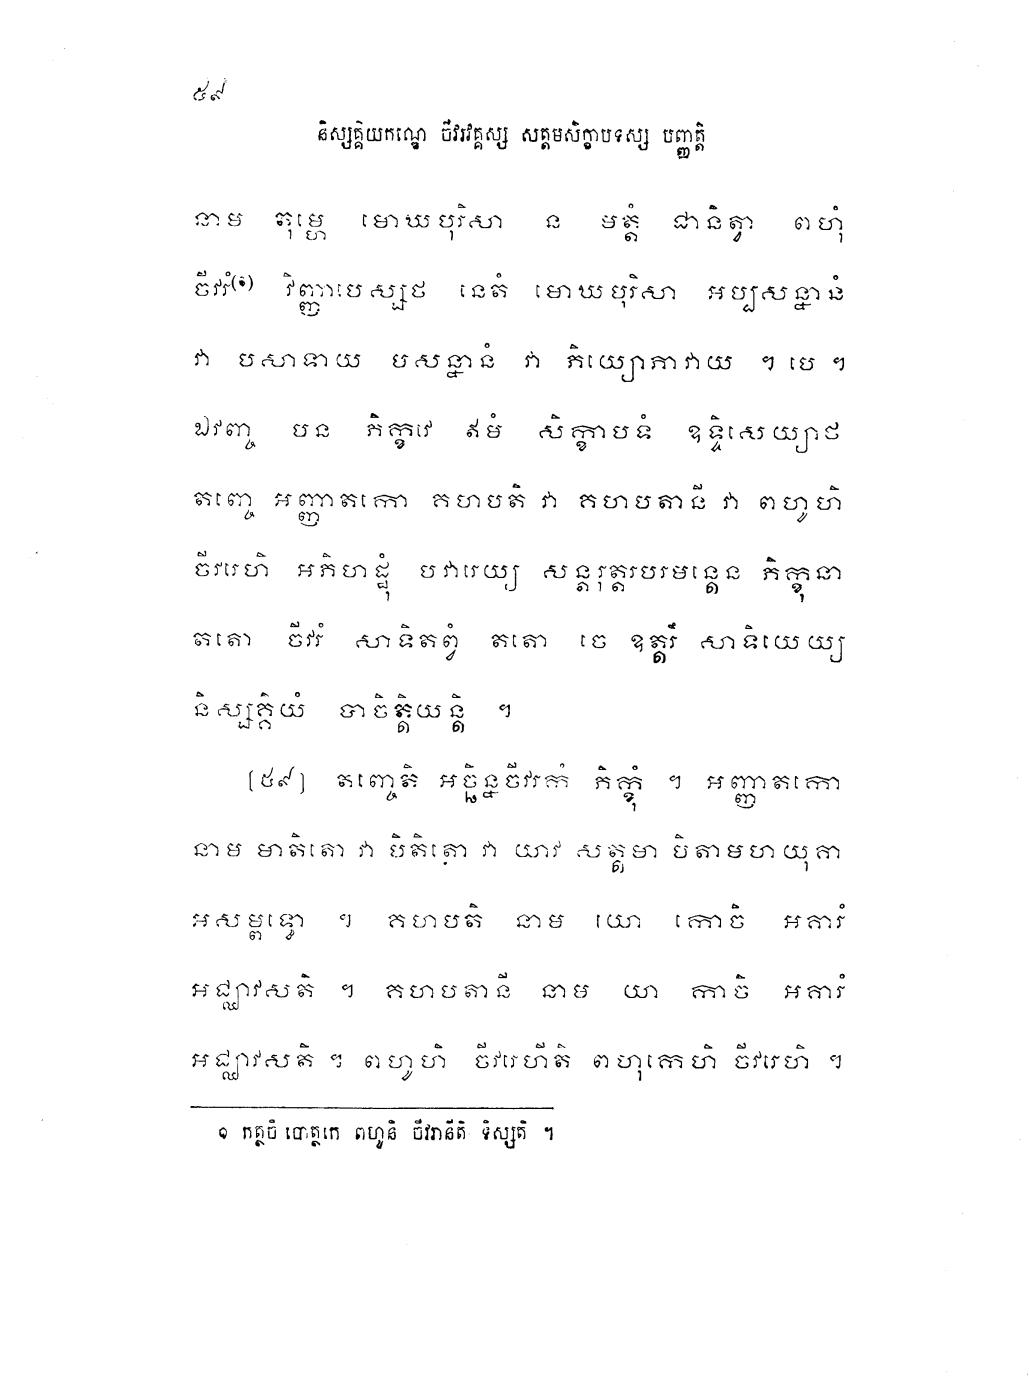 ៥៩
និស្សគ្គិយកណ្ឌេ ចីវរវគ្គស្ស សត្តមសិក្ខាបទស្ស បញ្ញត្តិ
នាម តុម្ហេ មោឃបុរិសា ន មត្តំ ជានិត្វា ពហុំ
ចីវរំ(១) វិញ្ញាបេស្សថ នេតំ មោឃបុរិសា អប្បសន្នានំ
វា បសាទាយ បសន្នានំ វា ភិយ្យោភាវាយ ។ បេ ។
ឯវញ្ច បន ភិក្ខវេ ឥមំ សិក្ខាបទំ ឧទ្ទិសេយ្យាថ
តញ្ចេ អញ្ញាតកោ គហបតិ វា គហបតានី វា ពហូហិ
ចីវរេហិ អភិហដ្ឋុំ បវារេយ្យ សន្តរុត្តរបរមន្តេន ភិក្ខុនា
តតោ ចីវរំ សាទិតព្វំ តតោ ចេ ឧត្តរឹ សាទិយេយ្យ
និស្សគ្គិយំ បាចិត្តិយន្តិ ។
[៥៩] តញ្ចេតិ អច្ឆិន្នចីវរកំ ភិក្ខុំ ។ អញ្ញាតកោ
នាម មាតិតោ វា បិតិតោ វា យាវ សត្តមា បិតាមហយុគា
អសម្ពទ្ធោ ។ គហបតិ នាម យោ កោចិ អគារំ
អជ្ឈាវសតិ ។ គហបតានី នាម យា កាចិ អគារំ
អជ្ឈាវសតិ ។ ពហូហិ ចីវរេហីតិ ពហុកេហិ ចីវរេហិ ។
១ កត្ថចិ បោត្ថកេ ពហូនិ ចីវរានីតិ ទិស្សតិ ។